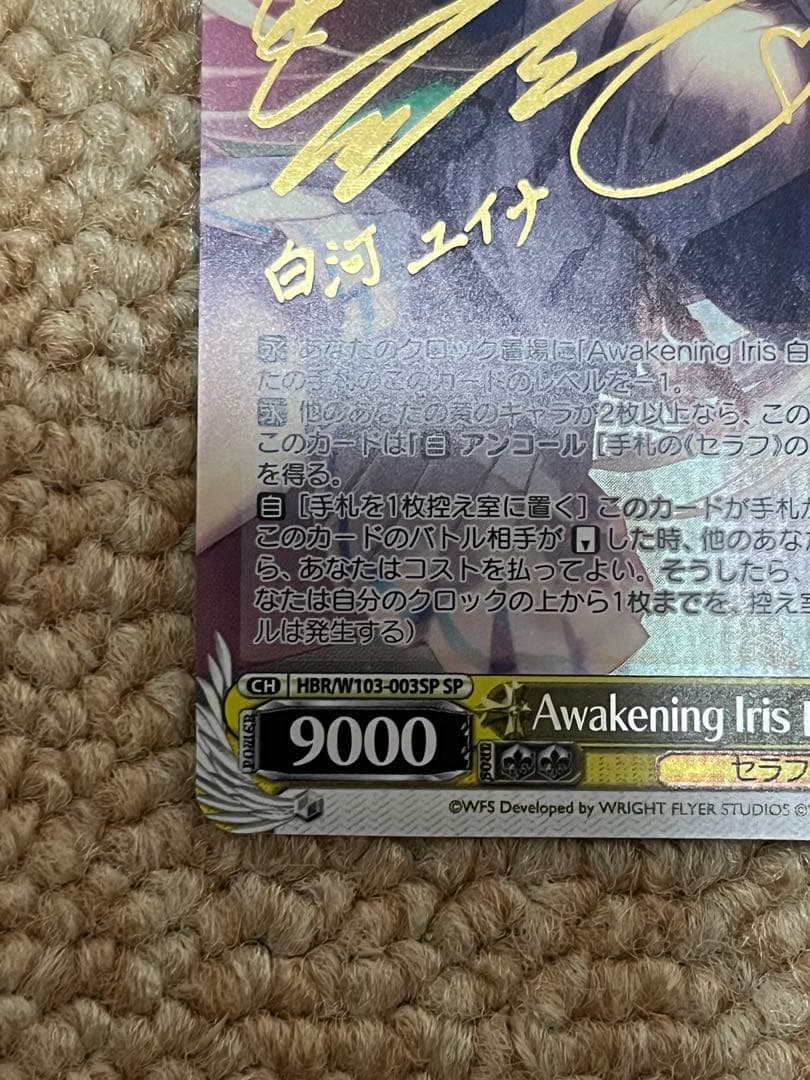 白河 ユイナ
永 あなたのクロック置場に「Awakening Iris 白
たの手札のこのカードのレベルを－1。
永 他のあなたの黄のキャラが2枚以上なら、この
このカードは「自 アンコール [手札の《セラフ》の
を得る。
自 [手札を1枚控え室に置く] このカードが手札か
このカードのバトル相手が した時、他のあなた
ら、あなたはコストを払ってよい。そうしたら、
なたは自分のクロックの上から1枚までを、控え室
ルは発生する)
CH HBR/W103-003SP SP
POWER 9000 Awakening Iris
SOUL セラフ
©WFS Developed by WRIGHT FLYER STUDIOS ©